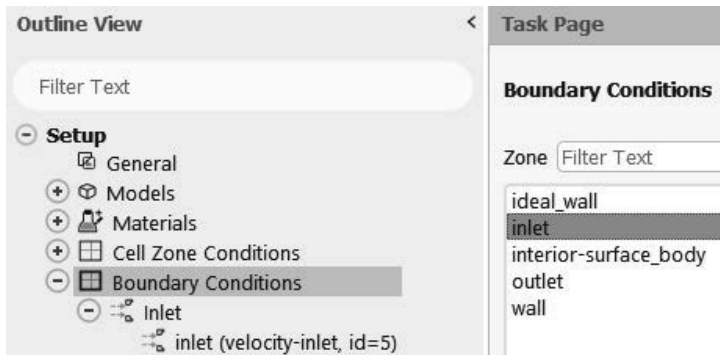 Outline View
Filter Text
Setup
General
Models
Materials
Cell Zone Conditions
Boundary Conditions
Inlet
inlet (velocity-inlet, id=5)
Task Page
Boundary Conditions
Zone Filter Text
ideal_wall
inlet
interior-surface_body
outlet
wall